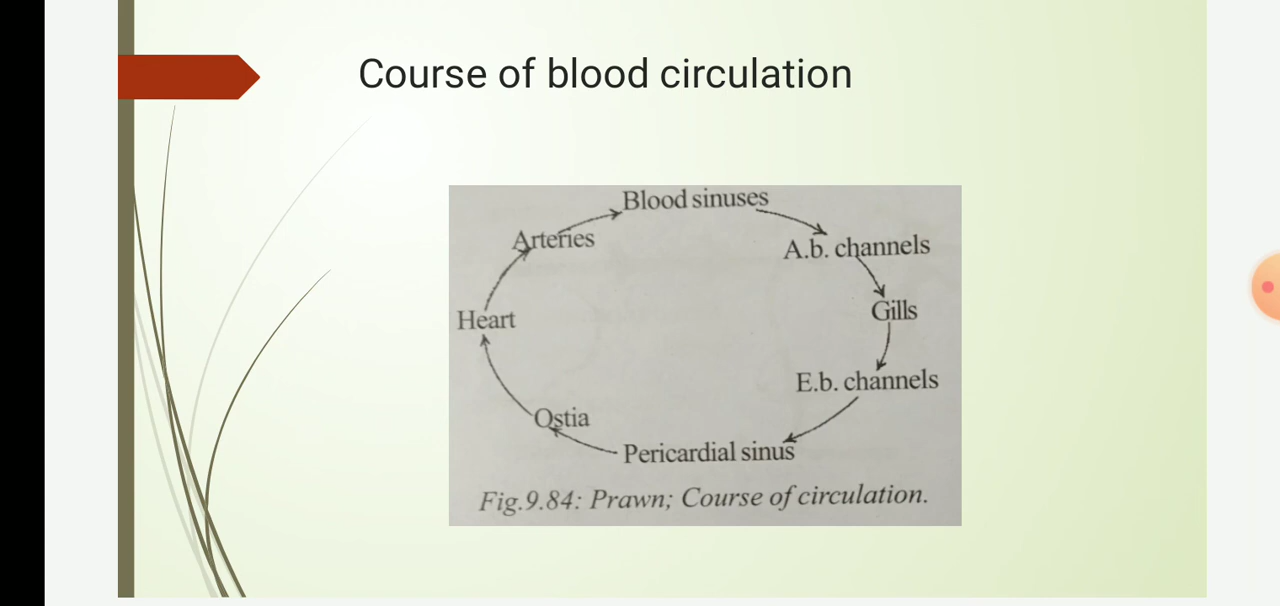 Course of blood circulation
Blood sinuses
Arteries
A.b. channels
Gills
Heart
E.b. channels
Ostia
Pericardial sinus
Fig.9.84: Prawn; Course of circulation.